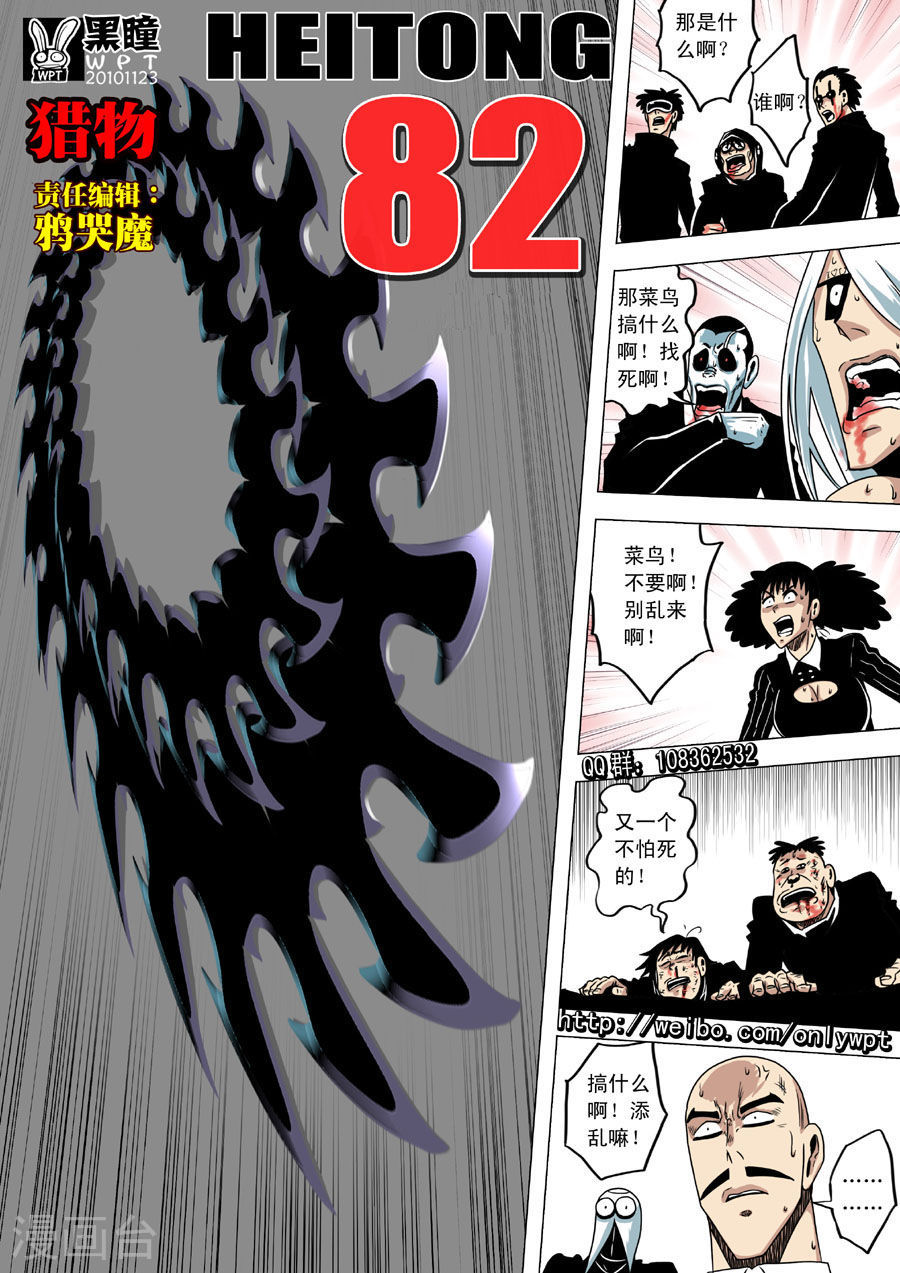 黑瞳
WPT
WPT
20101123
HEITONG
82
猎物
责任编辑：
鸦哭魔
那是什
么啊？
谁啊？
那菜鸟
搞什么
啊！找
死啊！
菜鸟！
不要啊！
别乱来
啊！
QQ群：108362532
又一个
不怕死
的！
http://weibo.com/onlywpt
搞什么
啊！添
乱嘛！
……
……
漫画台